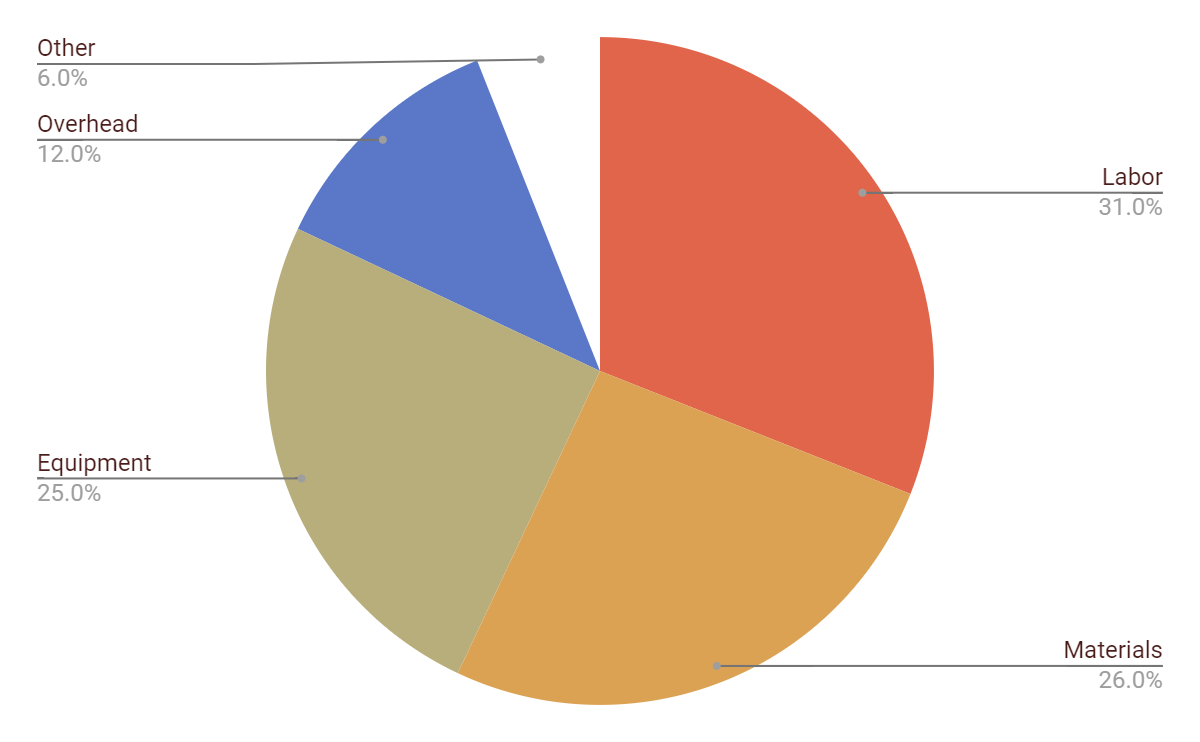 Other
6.0%
Overhead
12.0%
Labor
31.0%
Equipment
25.0%
Materials
26.0%